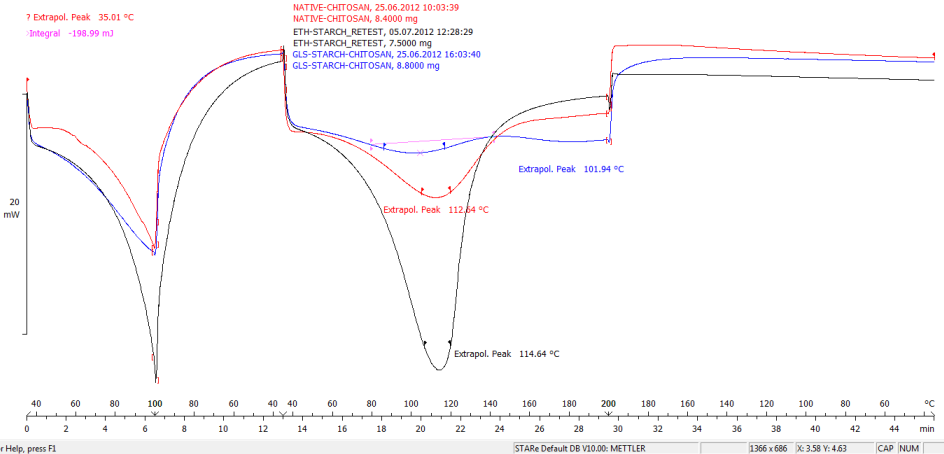 ? Extrapol. Peak 35.01 °C
Integral -198.99 mJ
NATIVE-CHITOSAN, 25.06.2012 10:03:39
NATIVE-CHITOSAN, 8.4000 mg
ETH-STARCH_RETEST, 05.07.2012 12:28:29
ETH-STARCH_RETEST, 7.5000 mg
GLS-STARCH-CHITOSAN, 25.06.2012 16:03:40
GLS-STARCH-CHITOSAN, 8.8000 mg
20
mW
Extrapol. Peak 101.94 °C
Extrapol. Peak 112.64 °C
Extrapol. Peak 114.64 °C
40 60 80 100 80 60 40 40 60 80 100 120 140 160 180 200 180 160 140 120 100 80 60 °C
0 2 4 6 8 10 12 14 16 18 20 22 24 26 28 30 32 34 36 38 40 42 44 min
r Help, press F1
STARe Default DB V10.00: METTLER
1366 x 686
X: 3.58 Y: 4.63
CAP
NUM